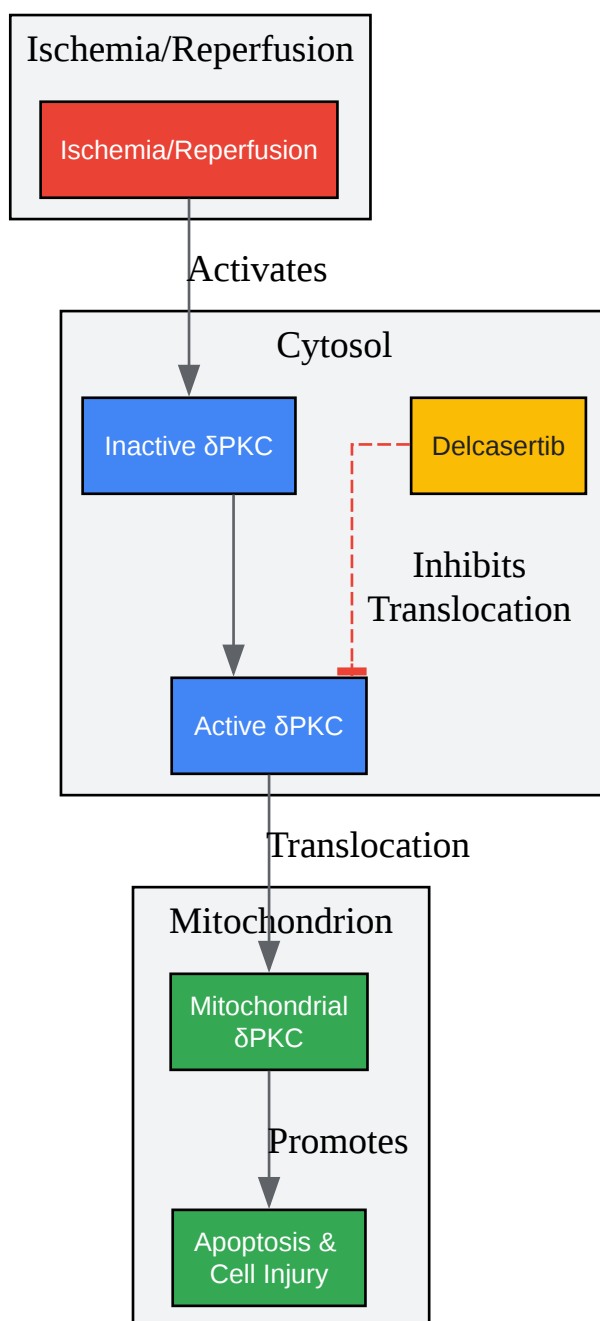 Ischemia/Reperfusion
Ischemia/Reperfusion
Activates
Cytosol
Inactive δPKC
Delcasertib
Inhibits
Translocation
Active δPKC
Translocation
Mitochondrion
Mitochondrial
δPKC
Promotes
Apoptosis &
Cell Injury